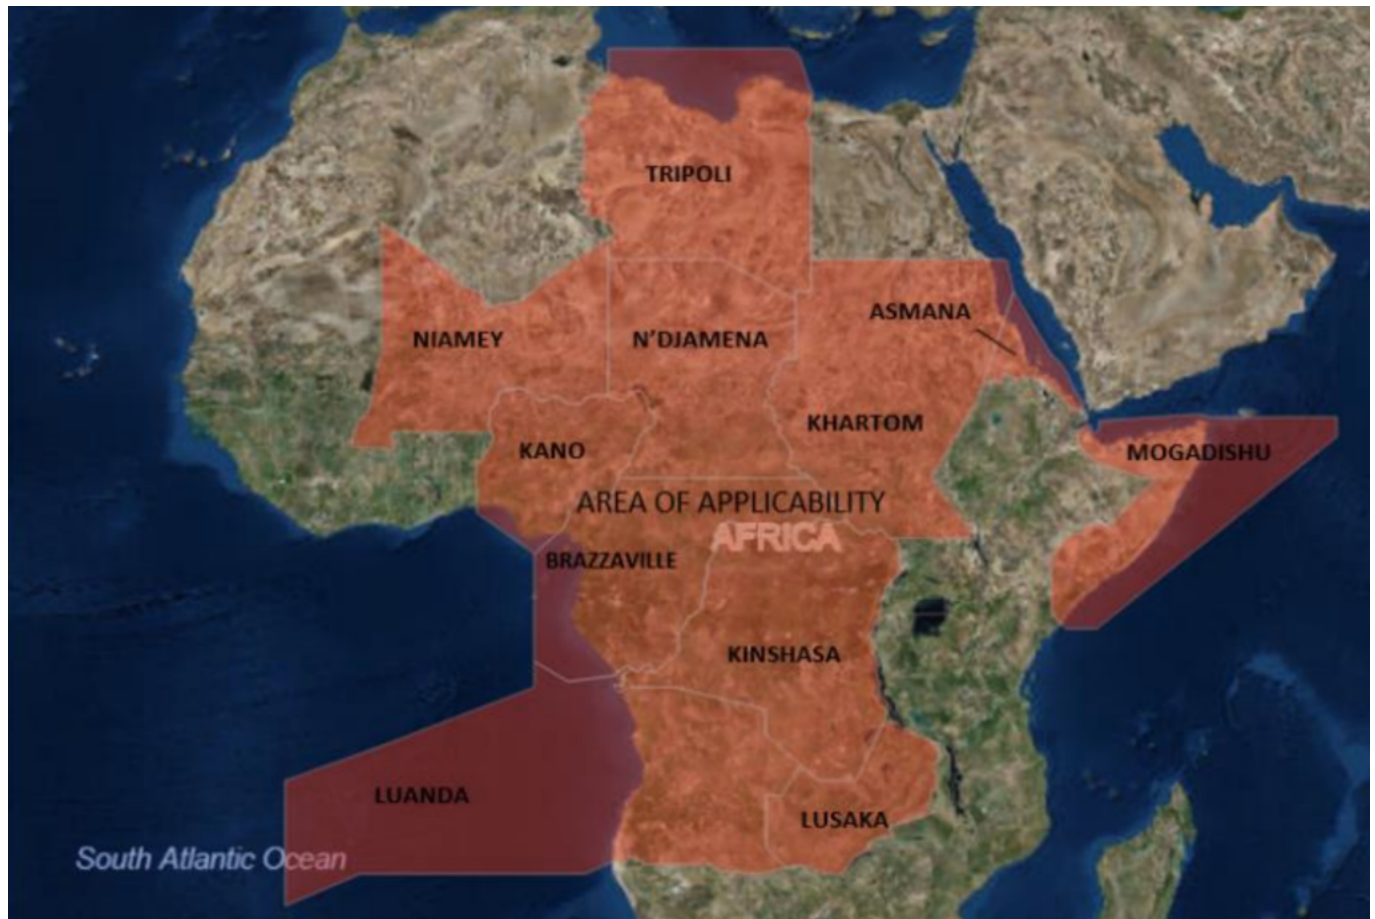 TRIPOLI
ASMANA
NIAMEY
N'DJAMENA
KHARTOM
KANO
MOGADISHU
AREA OF APPLICABILITY
AFRICA
BRAZZAVILLE
KINSHASA
LUANDA
LUSAKA
South Atlantic Ocean